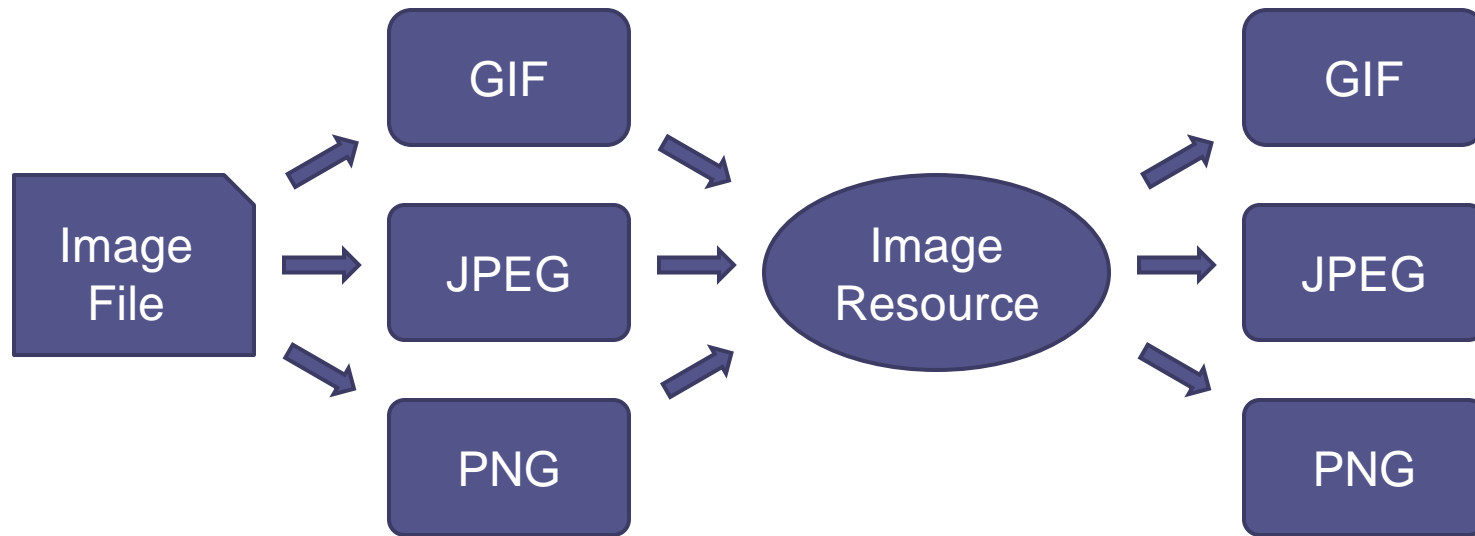 Image
File
GIF
JPEG
PNG
Image
Resource
GIF
JPEG
PNG